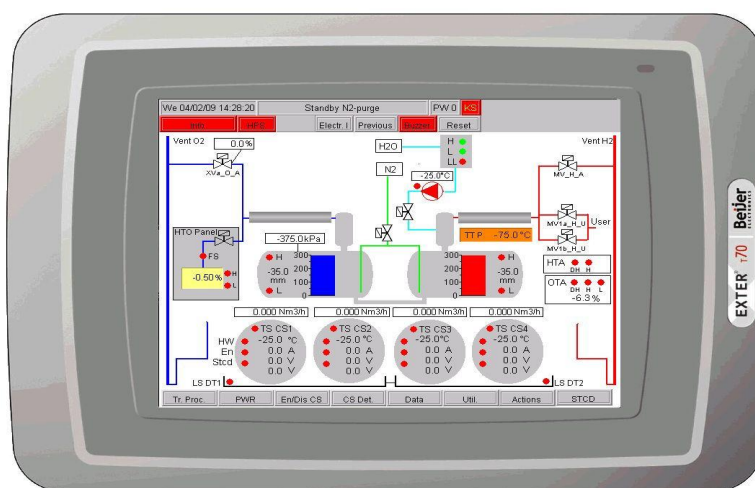 We 04/02/09 14:28:20 Standby N2-purge PW 0 KS
HPE Electr. I Previous Buzzer Reset
Vent O2 0.0% H2O H L LL Vent H2
XVa_O_A N2 -25.0°C MV_H_A
HTO Panel TT P. -75.0 °C MV1a_H_U User
-375.0kPa MV1b_H_U
FS H 300 300 H HTA
-0.50 % H -35.0 200 200 -35.0 DH H
L mm 100 100 mm OTA DH H L
L 0 0 L -6.3 %
0.000 Nm3/h 0.000 Nm3/h 0.000 Nm3/h 0.000 Nm3/h
TS CS1 TS CS2 TS CS3 TS CS4
HW -25.0 °C -25.0 °C -25.0°C -25.0 °C
En 0.0 A 0.0 A 0.0 A 0.0 A
Stcd 0.0 V 0.0 V 0.0 V 0.0 V
0.0 V 0.0 V 0.0 V 0.0 V
LS DT1 LS DT2
Tr. Proc. PWR En/Dis CS CS Det. Data Util. Actions STCD
EXTER T70 Beijer